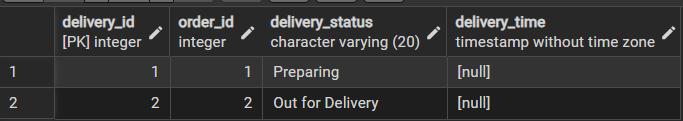 delivery_id order_id delivery_status delivery_time
[PK] integer integer character varying (20) timestamp without time zone
1 1 1 Preparing [null]
2 2 2 Out for Delivery [null]